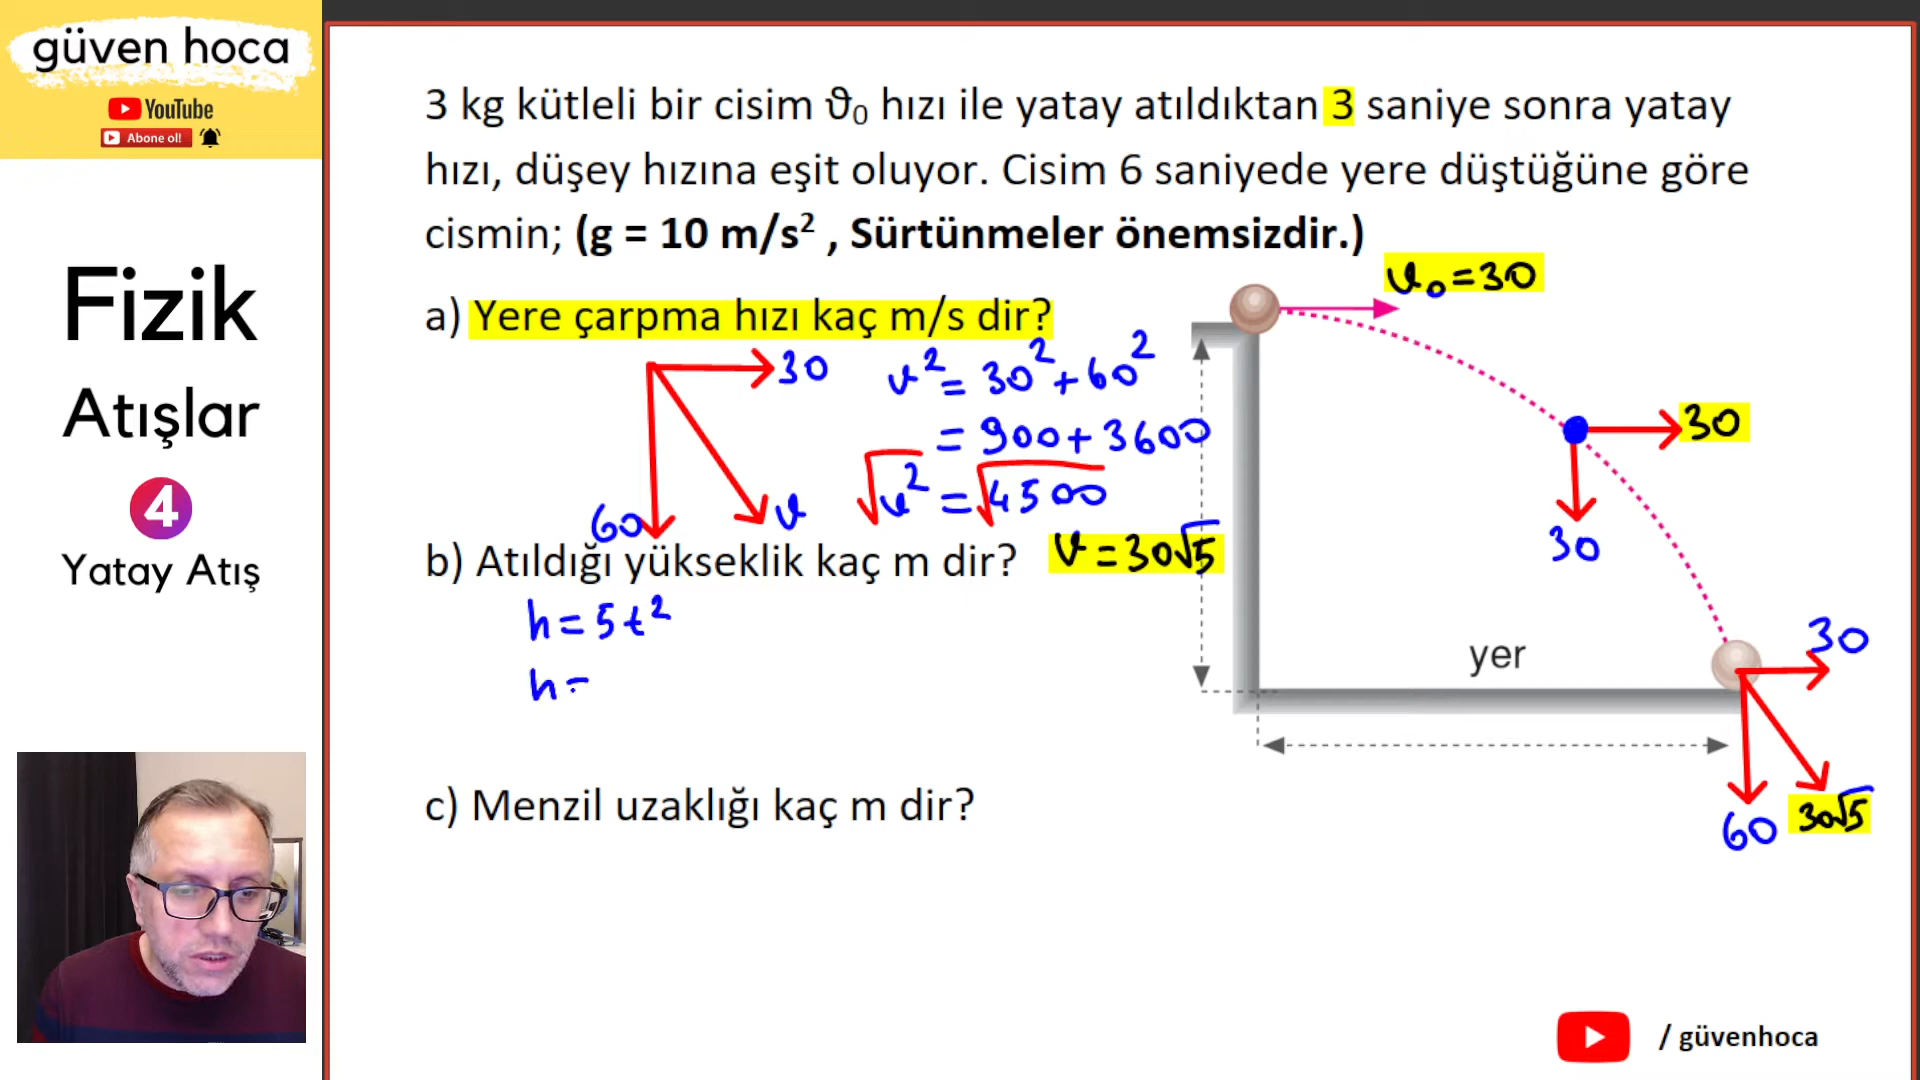 güven hoca
YouTube
Abone ol!
Fizik
Atışlar
4
Yatay Atış
3 kg kütleli bir cisim ϑ₀ hızı ile yatay atıldıktan 3 saniye sonra yatay
hızı, düşey hızına eşit oluyor. Cisim 6 saniyede yere düştüğüne göre
cismin; (g = 10 m/s² , Sürtünmeler önemsizdir.)
ϑ₀ = 30
a) Yere çarpma hızı kaç m/s dir?
30
60
ϑ
ϑ² = 30² + 60²
= 900 + 3600
√ϑ² = √4500
ϑ = 30√5
b) Atıldığı yükseklik kaç m dir?
h = 5t²
h =
c) Menzil uzaklığı kaç m dir?
30
30
yer
30
60
30√5
/ güvenhoca